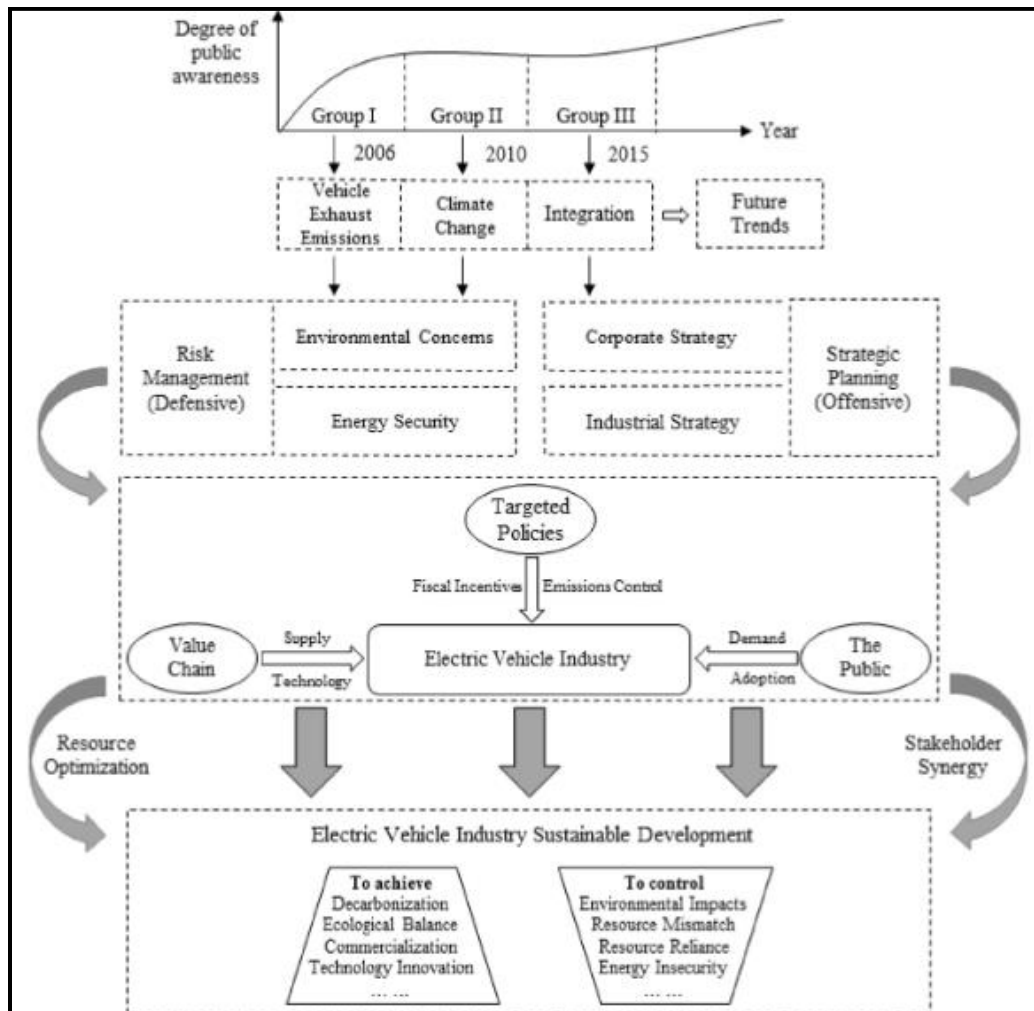 Degree of
public
awareness
Group I
Group II
Group III
Year
2006
2010
2015
Vehicle
Exhaust
Emissions
Climate
Change
Integration
Future
Trends
Risk
Management
(Defensive)
Environmental Concerns
Energy Security
Corporate Strategy
Industrial Strategy
Strategic
Planning
(Offensive)
Targeted
Policies
Fiscal Incentives
Emissions Control
Value
Chain
Supply
Technology
Electric Vehicle Industry
Demand
Adoption
The
Public
Resource
Optimization
Stakeholder
Synergy
Electric Vehicle Industry Sustainable Development
To achieve
Decarbonization
Ecological Balance
Commercialization
Technology Innovation
... ...
To control
Environmental Impacts
Resource Mismatch
Resource Reliance
Energy Insecurity
... ...